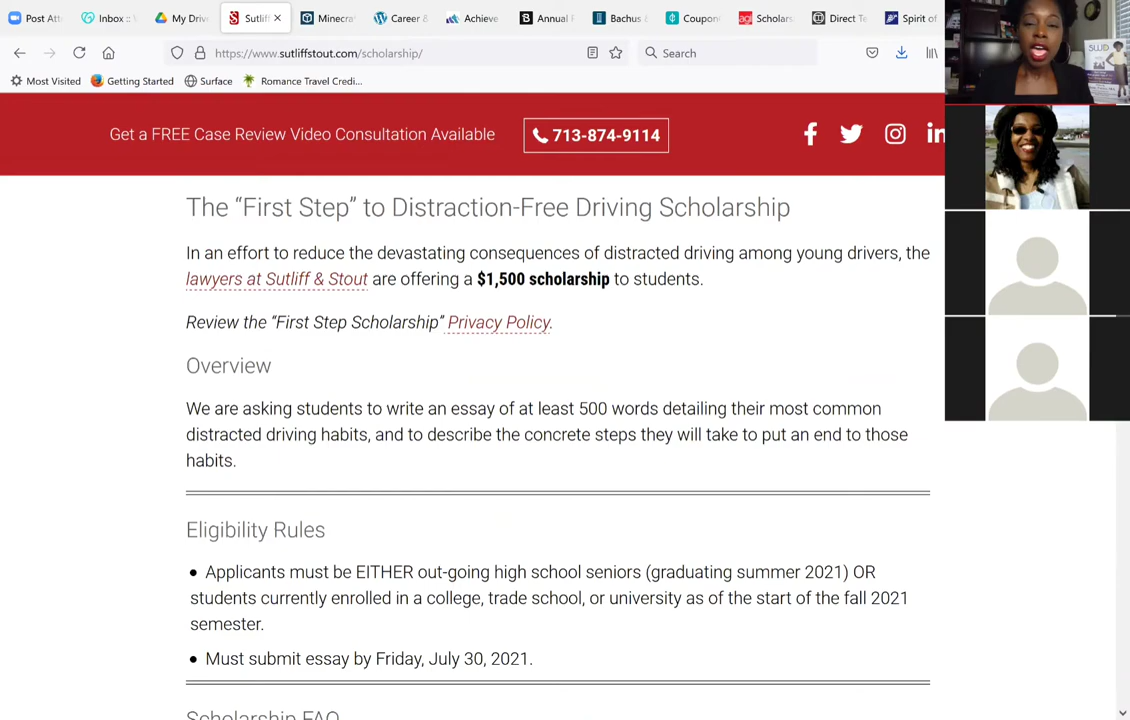 Post Att
Inbox ::
My Driv
Sutliff
Minecra
Career &
Achieve
Annual
Bachus &
Coupon
Scholars
Direct Te
Spirit of
https://www.sutliffstout.com/scholarship/
Search
Most Visited
Getting Started
Surface
Romance Travel Credi...
Get a FREE Case Review Video Consultation Available
713-874-9114
The “First Step” to Distraction-Free Driving Scholarship
In an effort to reduce the devastating consequences of distracted driving among young drivers, the
lawyers at Sutliff & Stout are offering a $1,500 scholarship to students.
Review the “First Step Scholarship” Privacy Policy.
Overview
We are asking students to write an essay of at least 500 words detailing their most common
distracted driving habits, and to describe the concrete steps they will take to put an end to those
habits.
Eligibility Rules
• Applicants must be EITHER out-going high school seniors (graduating summer 2021) OR
students currently enrolled in a college, trade school, or university as of the start of the fall 2021
semester.
• Must submit essay by Friday, July 30, 2021.
Scholarship FAQ